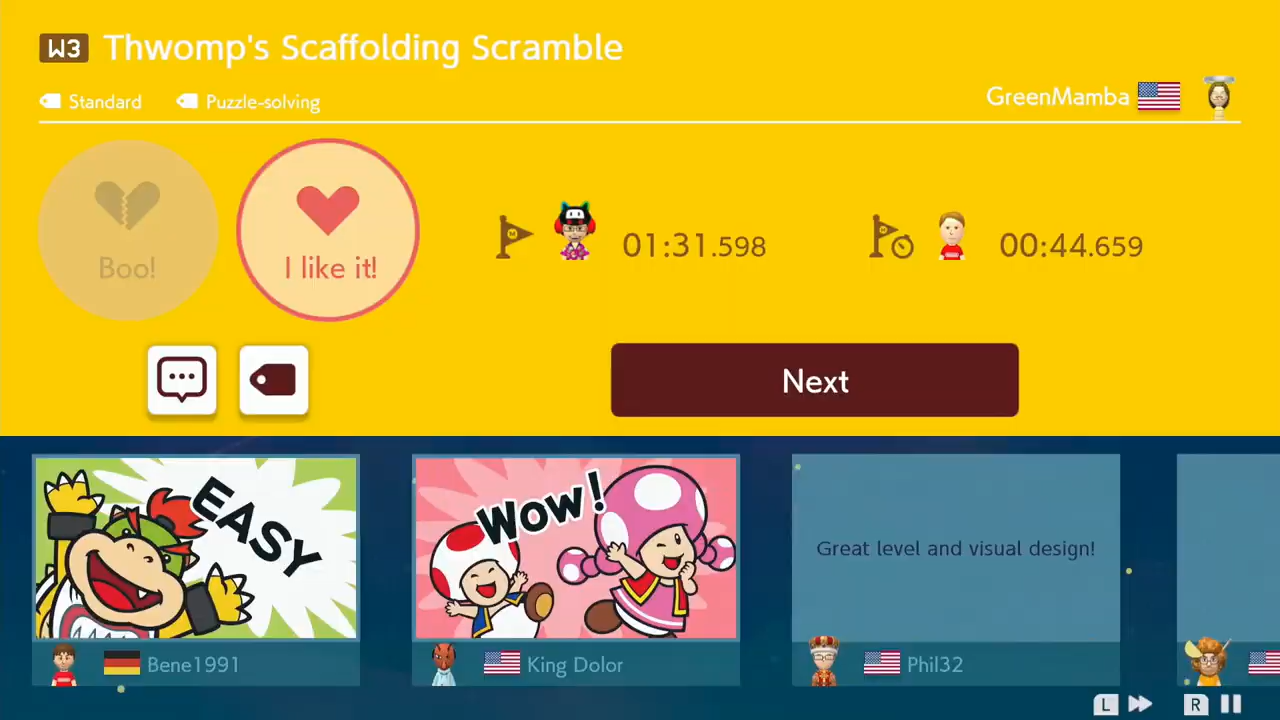 W3 Thwomp's Scaffolding Scramble
Standard Puzzle-solving
GreenMamba
Boo!
I like it!
M 01:31.598
M 00:44.659
Next
EASY
Wow!
Great level and visual design!
Bene1991
King Dolor
Phil32
L R